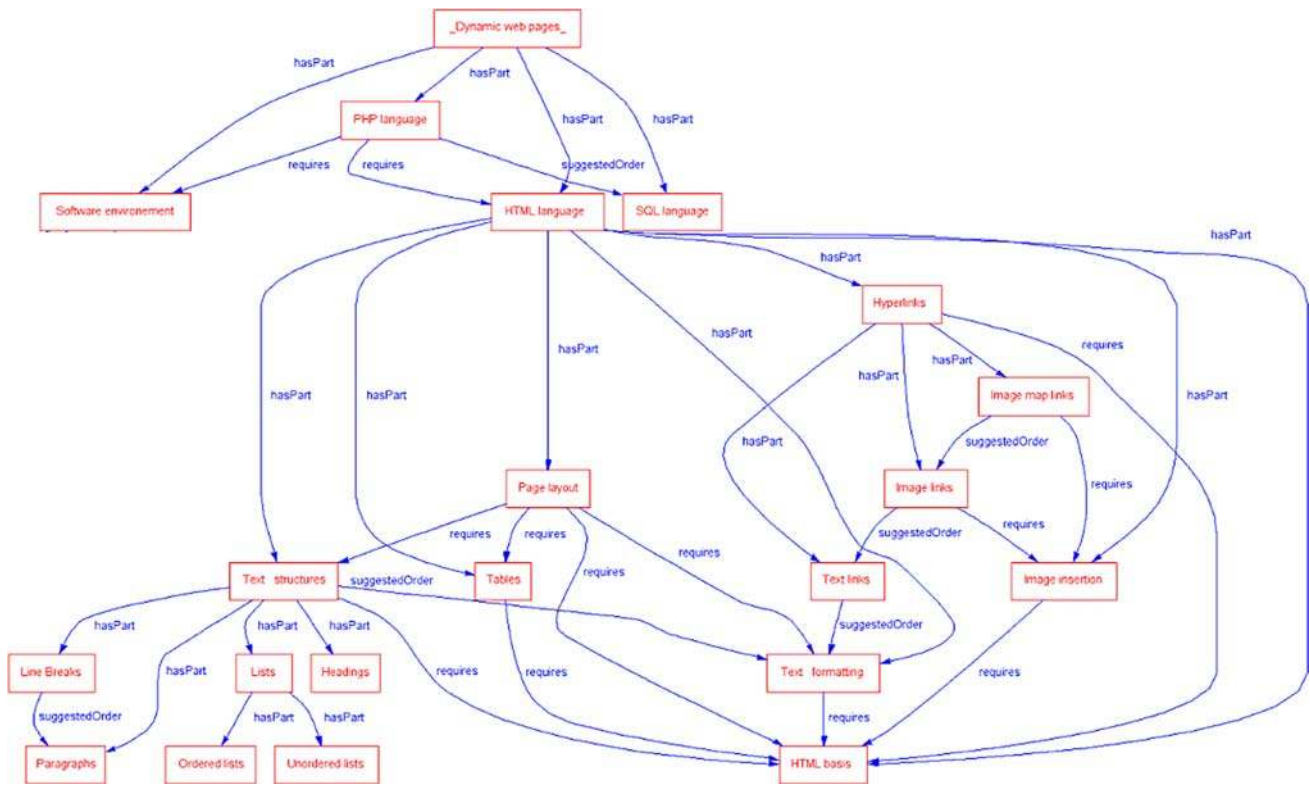 _Dynamic web pages_
hasPart
hasPart
hasPart
hasPart
PHP language
requires
requires
suggestedOrder
Software environement
HTML language
SQL language
hasPart
hasPart
Hyperlinks
hasPart
hasPart
requires
hasPart
hasPart
hasPart
hasPart
hasPart
Image map links
hasPart
suggestedOrder
Page layout
Image links
requires
requires
requires
suggestedOrder
requires
requires
requires
Text structures
suggestedOrder
Tables
Text links
Image insertion
hasPart
hasPart
hasPart
suggestedOrder
hasPart
Line Breaks
Lists
Headings
requires
requires
Text formatting
requires
suggestedOrder
hasPart
hasPart
requires
Paragraphs
Ordered lists
Unordered lists
HTML basis